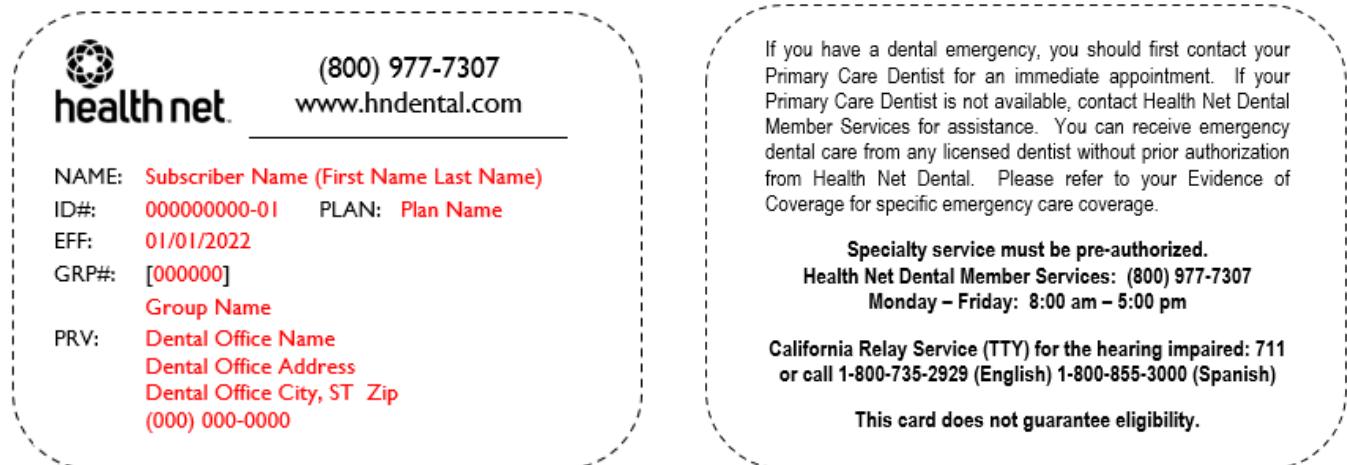 health net.
(800) 977-7307
www.hndental.com
NAME: Subscriber Name (First Name Last Name)
ID#: 000000000-01 PLAN: Plan Name
EFF: 01/01/2022
GRP#: [000000]
Group Name
PRV: Dental Office Name
Dental Office Address
Dental Office City, ST Zip
(000) 000-0000
If you have a dental emergency, you should first contact your
Primary Care Dentist for an immediate appointment. If your
Primary Care Dentist is not available, contact Health Net Dental
Member Services for assistance. You can receive emergency
dental care from any licensed dentist without prior authorization
from Health Net Dental. Please refer to your Evidence of
Coverage for specific emergency care coverage.
Specialty service must be pre-authorized.
Health Net Dental Member Services: (800) 977-7307
Monday – Friday: 8:00 am – 5:00 pm
California Relay Service (TTY) for the hearing impaired: 711
or call 1-800-735-2929 (English) 1-800-855-3000 (Spanish)
This card does not guarantee eligibility.